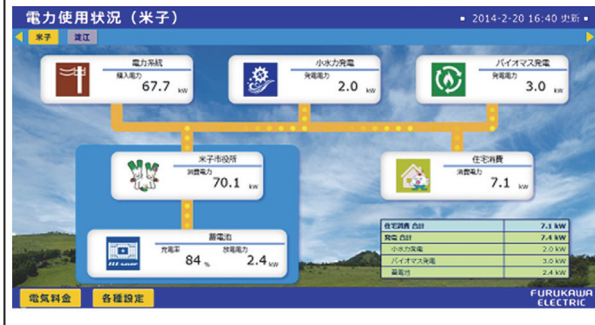 電力使用状況（米子）
2014-2-20 16:40 更新
米子 淀江
電力系統
購入電力
67.7 kW
小水力発電
発電電力
2.0 kW
バイオマス発電
発電電力
3.0 kW
米子市役所
消費電力
70.1 kW
住宅消費
消費電力
7.1 kW
蓄電池
充電率 放電電力
84 % 2.4 kW
住宅消費 合計 7.1 kW
発電 合計 7.4 kW
小水力発電 2.0 kW
バイオマス発電 3.0 kW
蓄電池 2.4 kW
電気料金 各種設定
FURUKAWA
ELECTRIC